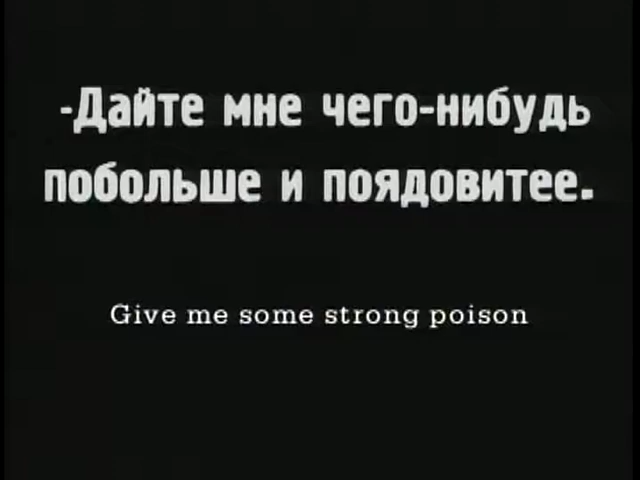 -Дайте мне чего-нибудь
побольше и поядовитее.
Give me some strong poison